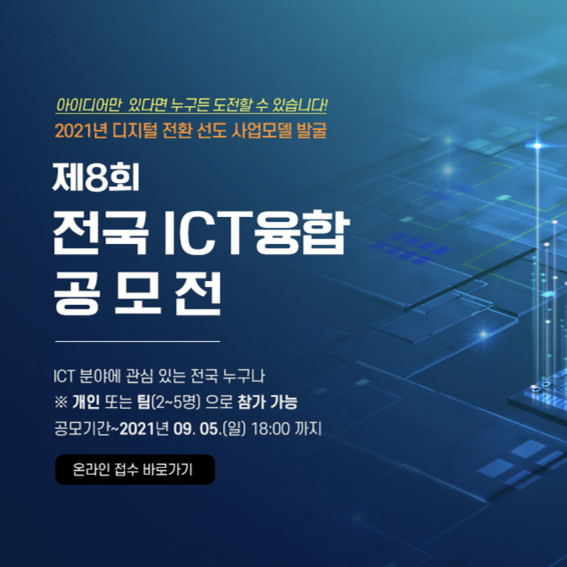 아이디어만 있다면 누구든 도전할 수 있습니다!
2021년 디지털 전환 선도 사업모델 발굴
제8회
전국 ICT융합
공모전
ICT 분야에 관심 있는 전국 누구나
※ 개인 또는 팀(2~5명) 으로 참가 가능
공모기간~2021년 09. 05.(일) 18:00 까지
온라인 접수 바로가기